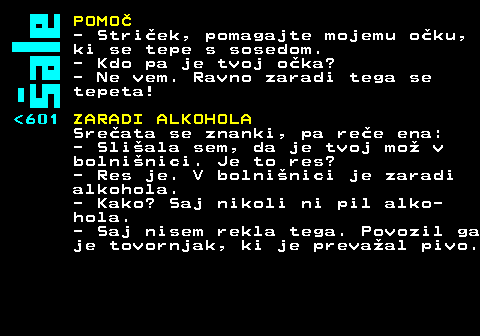 šale
POMOČ
- Striček, pomagajte mojemu očku,
ki se tepe s sosedom.
- Kdo pa je tvoj očka?
- Ne vem. Ravno zaradi tega se
tepeta!
<601 ZARADI ALKOHOLA
Srečata se znanki, pa reče ena:
- Slišala sem, da je tvoj mož v
bolnišnici. Je to res?
- Res je. V bolnišnici je zaradi
alkohola.
- Kako? Saj nikoli ni pil alko-
hola.
- Saj nisem rekla tega. Povozil ga
je tovornjak, ki je prevažal pivo.